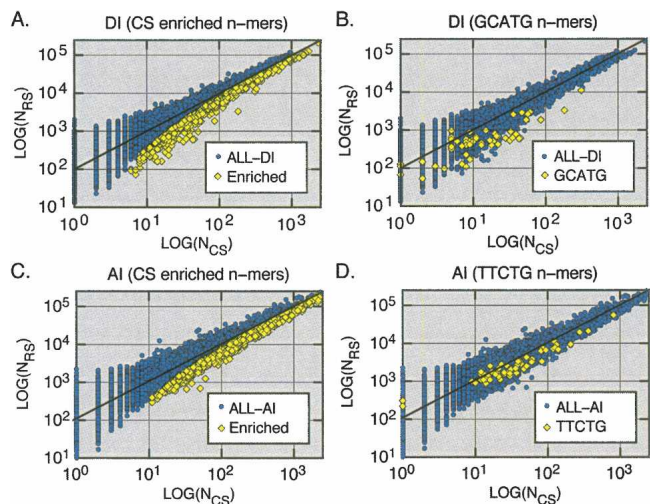 A. DI (CS enriched n-mers)
LOG(N_RS)
10^5
10^4
10^3
10^2
10^1
ALL-DI
Enriched
10^0 10^1 10^2 10^3
LOG(N_CS)
B. DI (GCATG n-mers)
LOG(N_RS)
10^5
10^4
10^3
10^2
10^1
ALL-DI
GCATG
10^0 10^1 10^2 10^3
LOG(N_CS)
C. AI (CS enriched n-mers)
LOG(N_RS)
10^5
10^4
10^3
10^2
10^1
ALL-AI
Enriched
10^0 10^1 10^2 10^3
LOG(N_CS)
D. AI (TTCTG n-mers)
LOG(N_RS)
10^5
10^4
10^3
10^2
10^1
ALL-AI
TTCTG
10^0 10^1 10^2 10^3
LOG(N_CS)